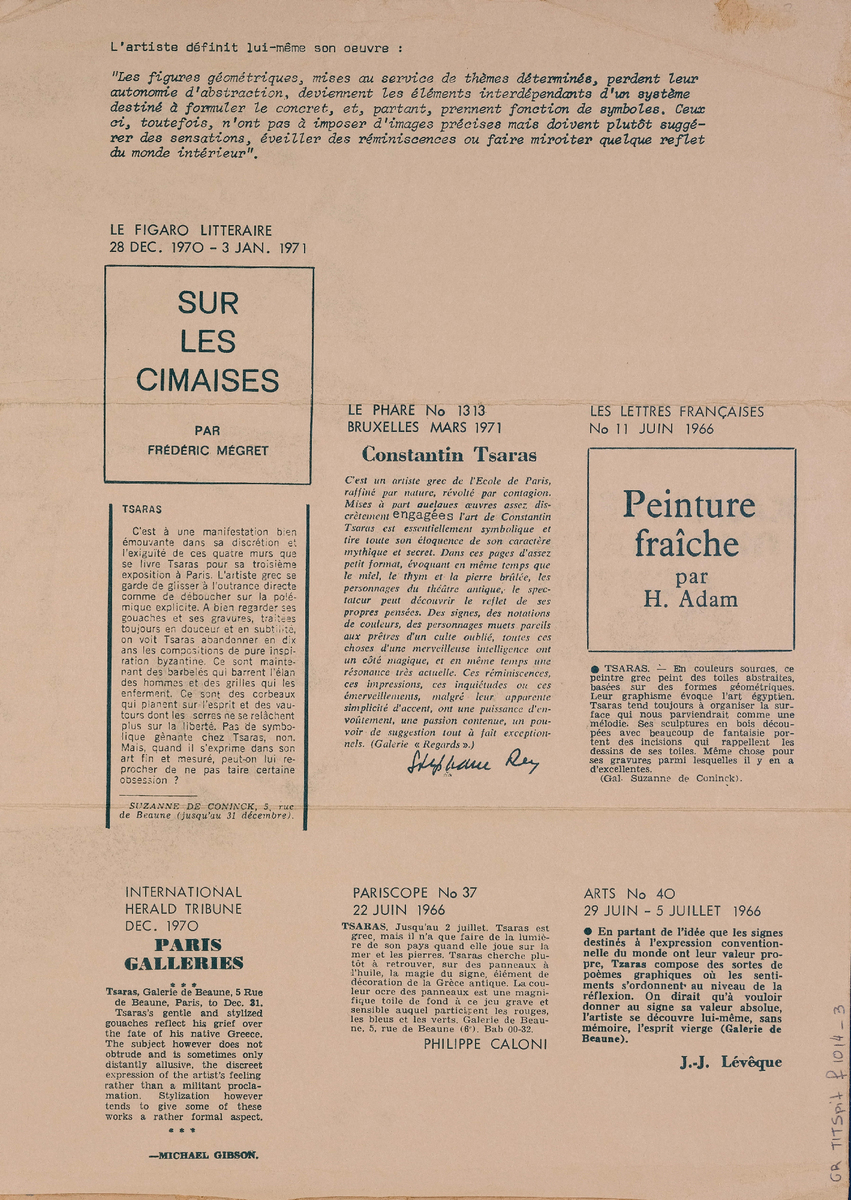 L'artiste définit lui-même son oeuvre :
"Les figures géométriques, mises au service de thèmes déterminés, perdent leur
autonomie d'abstraction, deviennent les éléments interdépendants d'un système
destiné à formuler le concret, et, partant, prennent fonction de symboles. Ceux
ci, toutefois, n'ont pas à imposer d'images précises mais doivent plutôt suggé-
rer des sensations, éveiller des réminiscences ou faire miroiter quelque reflet
du monde intérieur".
LE FIGARO LITTERAIRE
28 DEC. 1970 – 3 JAN. 1971
SUR
LES
CIMAISES
PAR
FRÉDÉRIC MÉGRET
TSARAS
C'est à une manifestation bien
émouvante dans sa discrétion et
l'exiguïté de ces quatre murs que
se livre Tsaras pour sa troisième
exposition à Paris. L'artiste grec se
garde de glisser à l'outrance directe
comme de déboucher sur la polé-
mique explicite. A bien regarder ses
gouaches et ses gravures, traitées
toujours en douceur et en subtilité,
on voit Tsaras abandonner en dix
ans les compositions de pure inspi-
ration byzantine. Ce sont mainte-
nant des barbelés qui barrent l'élan
des hommes et des grilles qui les
enferment. Ce sont des corbeaux
qui planent sur l'esprit et des vau-
tours dont les serres ne se relâchent
plus sur la liberté. Pas de symbo-
lique gênante chez Tsaras, non.
Mais, quand il s'exprime dans son
art fin et mesuré, peut-on lui re-
procher de ne pas taire certaine
obsession ?
SUZANNE DE CONINCK, 5, rue
de Beaune (jusqu'au 31 décembre).
LE PHARE No 1313
BRUXELLES MARS 1971
Constantin Tsaras
C'est un artiste grec de l'Ecole de Paris,
raffiné par nature, révolté par contagion.
Mises à part quelques œuvres assez dis-
crètement engagées l'art de Constantin
Tsaras est essentiellement symbolique et
tire toute son éloquence de son caractère
mythique et secret. Dans ces pages d'assez
petit format, évoquant en même temps que
le miel, le thym et la pierre brûlée, les
personnages du théâtre antique, le spec-
tateur peut découvrir le reflet de ses
propres pensées. Des signes, des notations
de couleurs, des personnages muets pareils
aux prêtres d'un culte oublié, toutes ces
choses d'une merveilleuse intelligence ont
un côté magique, et en même temps une
résonance très actuelle. Ces réminiscences,
ces impressions, ces inquiétudes ou ces
émerveillements, malgré leur apparente
simplicité d'accent, ont une puissance d'en-
voûtement, une passion contenue, un pou-
voir de suggestion tout à fait exception-
nels. (Galerie « Regards ».)
Stéphane Rey
LES LETTRES FRANÇAISES
No 11 JUIN 1966
Peinture
fraîche
par
H. Adam
● TSARAS. — En couleurs sourdes, ce
peintre grec peint des toiles abstraites,
basées sur des formes géométriques.
Leur graphisme évoque l'art égyptien.
Tsaras tend toujours à organiser la sur-
face qui nous parviendrait comme une
mélodie. Ses sculptures en bois décou-
pées avec beaucoup de fantaisie por-
tent des incisions qui rappellent les
dessins de ses toiles. Même chose pour
ses gravures parmi lesquelles il y en a
d'excellentes.
(Gal. Suzanne de Coninck).
INTERNATIONAL
HERALD TRIBUNE
DEC. 1970
PARIS
GALLERIES
* * *
Tsaras, Galerie de Beaune, 5 Rue
de Beaune, Paris, to Dec. 31.
Tsaras's gentle and stylized
gouaches reflect his grief over
the fate of his native Greece.
The subject however does not
obtrude and is sometimes only
distantly allusive, the discreet
expression of the artist's feeling
rather than a militant procla-
mation. Stylization however
tends to give some of these
works a rather formal aspect.
* * *
—MICHAEL GIBSON.
PARISCOPE No 37
22 JUIN 1966
TSARAS. Jusqu'au 2 juillet. Tsaras est
grec, mais il n'a que faire de la lumiè-
re de son pays quand elle joue sur la
mer et les pierres. Tsaras cherche plu-
tôt à retrouver, sur des panneaux à
l'huile, la magie du signe, élément de
décoration de la Grèce antique. La cou-
leur ocre des panneaux est une magni-
fique toile de fond à ce jeu grave et
sensible auquel participent les rouges,
les bleus et les verts. Galerie de Beau-
ne, 5, rue de Beaune (6e). Bab 00-32.
PHILIPPE CALONI
ARTS No 40
29 JUIN – 5 JUILLET 1966
● En partant de l'idée que les signes
destinés à l'expression convention-
nelle du monde ont leur valeur pro-
pre, Tzaras compose des sortes de
poèmes graphiques où les senti-
ments s'ordonnent au niveau de la
réflexion. On dirait qu'à vouloir
donner au signe sa valeur absolue,
l'artiste se découvre lui-même, sans
mémoire, l'esprit vierge (Galerie de
Beaune).
J.-J. Lévêque
GR TITSpit f 1014 - 3